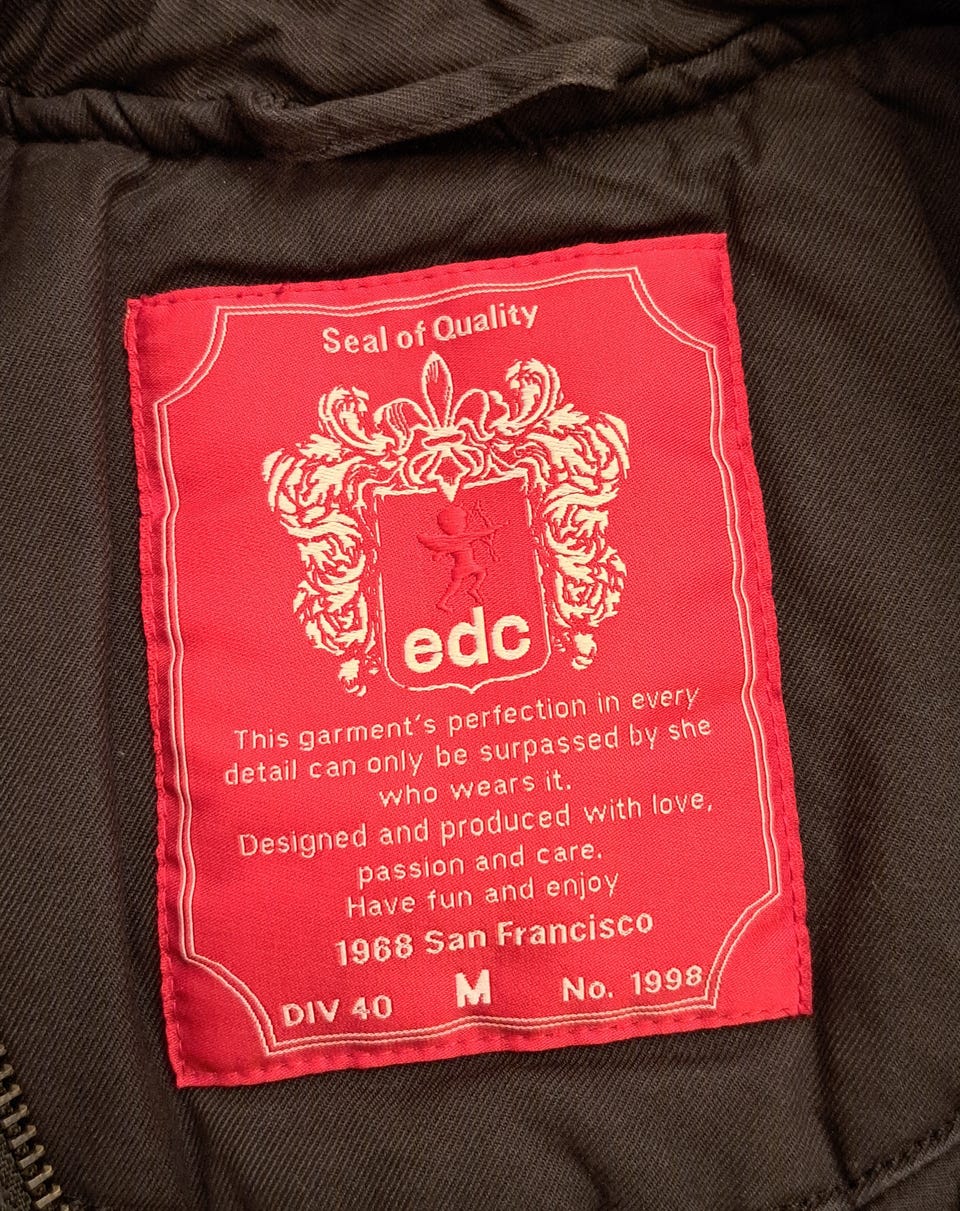 Seal of Quality
edc
This garment's perfection in every
detail can only be surpassed by she
who wears it.
Designed and produced with love,
passion and care.
Have fun and enjoy
1968 San Francisco
DIV 40 M No. 1998